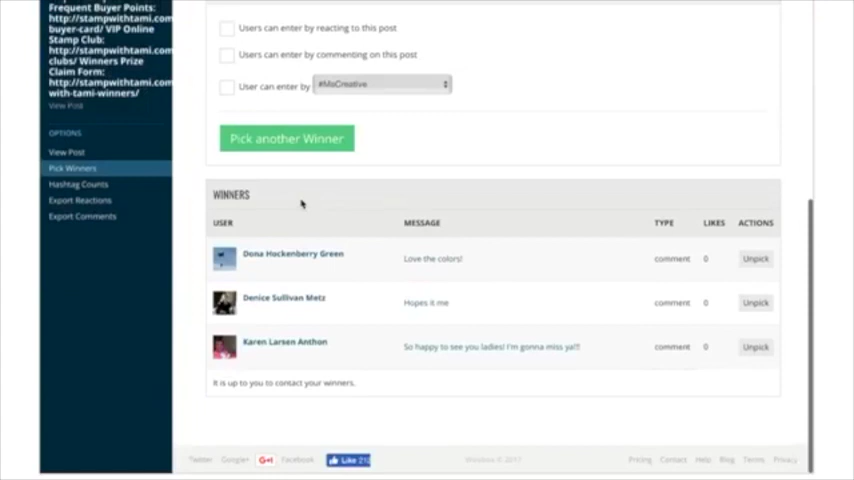 Frequent Buyer Points:
http://stampwithtami.com
buyer-card/ VIP Online
Stamp Club:
http://stampwithtami.com
clubs/ Winners Prize
Claim Form:
http://stampwithtami.com
with-tami-winners/
View Post
OPTIONS
View Post
Pick Winners
Hashtag Counts
Export Reactions
Export Comments
Users can enter by reacting to this post
Users can enter by commenting on this post
User can enter by #MsCreative
Pick another Winner
WINNERS
USER MESSAGE TYPE LIKES ACTIONS
Dona Hockenberry Green Love the colors! comment 0 Unpick
Denice Sullivan Metz Hopes it me comment 0 Unpick
Karen Larsen Anthon So happy to see you ladies! I'm gonna miss ya!!! comment 0 Unpick
It is up to you to contact your winners.
Twitter Google+ G+1 Facebook Like 212 © 2017 Pricing Contact Help Blog Terms Privacy